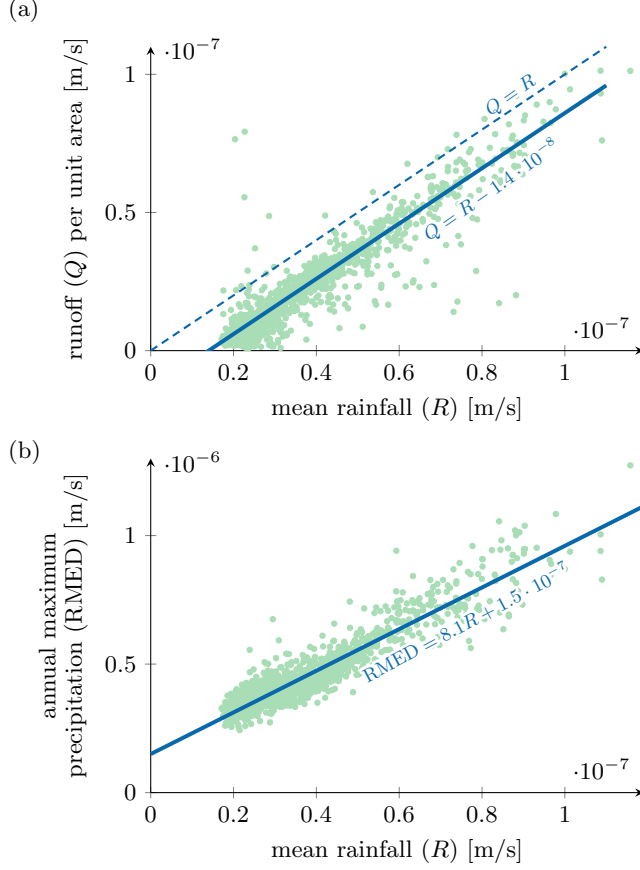 (a)
·10⁻⁷
1
0.5
0
runoff (Q) per unit area [m/s]
Q = R
Q = R − 1.4 · 10⁻⁸
·10⁻⁷
0 0.2 0.4 0.6 0.8 1
mean rainfall (R) [m/s]
(b)
·10⁻⁶
1
0.5
0
annual maximum
precipitation (RMED) [m/s]
RMED = 8.1R + 1.5 · 10⁻⁷
·10⁻⁷
0 0.2 0.4 0.6 0.8 1
mean rainfall (R) [m/s]